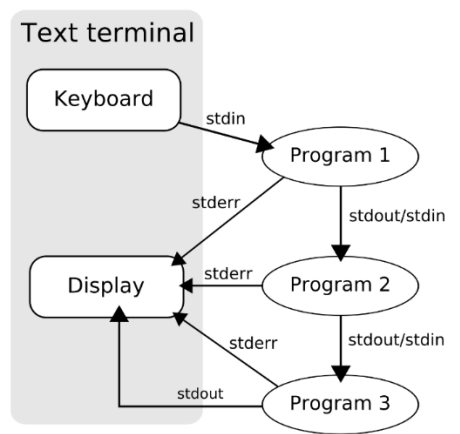 Text terminal
Keyboard
stdin
Program 1
stderr
stdout/stdin
Display
stderr
Program 2
stderr
stdout/stdin
stdout
Program 3